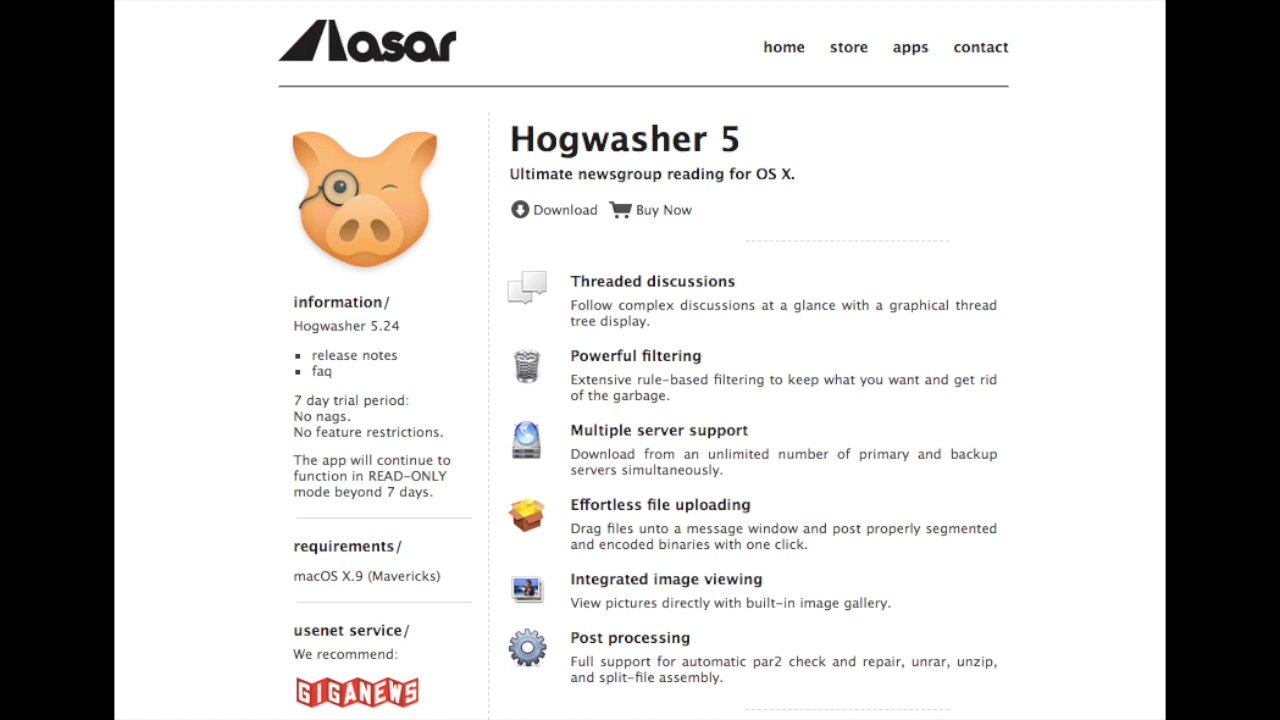 asar
home store apps contact
Hogwasher 5
Ultimate newsgroup reading for OS X.
Download Buy Now
information/
Hogwasher 5.24
release notes
faq
7 day trial period:
No nags.
No feature restrictions.
The app will continue to
function in READ-ONLY
mode beyond 7 days.
requirements/
macOS X.9 (Mavericks)
usenet service/
We recommend:
GIGANEWS
Threaded discussions
Follow complex discussions at a glance with a graphical thread
tree display.
Powerful filtering
Extensive rule-based filtering to keep what you want and get rid
of the garbage.
Multiple server support
Download from an unlimited number of primary and backup
servers simultaneously.
Effortless file uploading
Drag files unto a message window and post properly segmented
and encoded binaries with one click.
Integrated image viewing
View pictures directly with built-in image gallery.
Post processing
Full support for automatic par2 check and repair, unrar, unzip,
and split-file assembly.